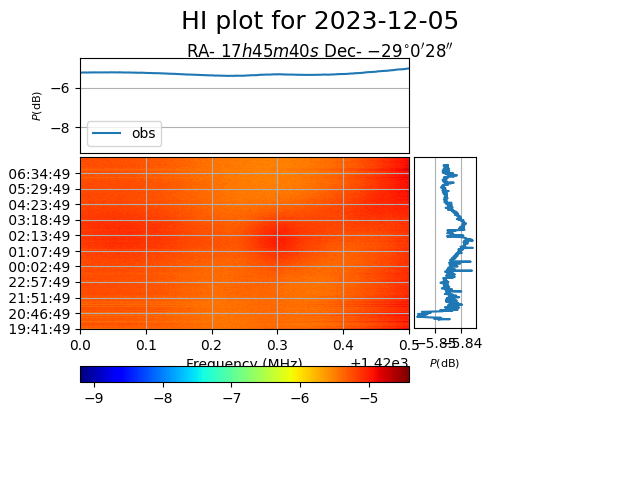 HI plot for 2023-12-05
RA- 17h45m40s Dec- −29°0′28″
P(dB)
−6
−8
obs
06:34:49
05:29:49
04:23:49
03:18:49
02:13:49
01:07:49
00:02:49
22:57:49
21:51:49
20:46:49
19:41:49
0.0 0.1 0.2 0.3 0.4 0.5
Frequency (MHz)
+1.42e3
−5.85 −5.84
P(dB)
−9 −8 −7 −6 −5